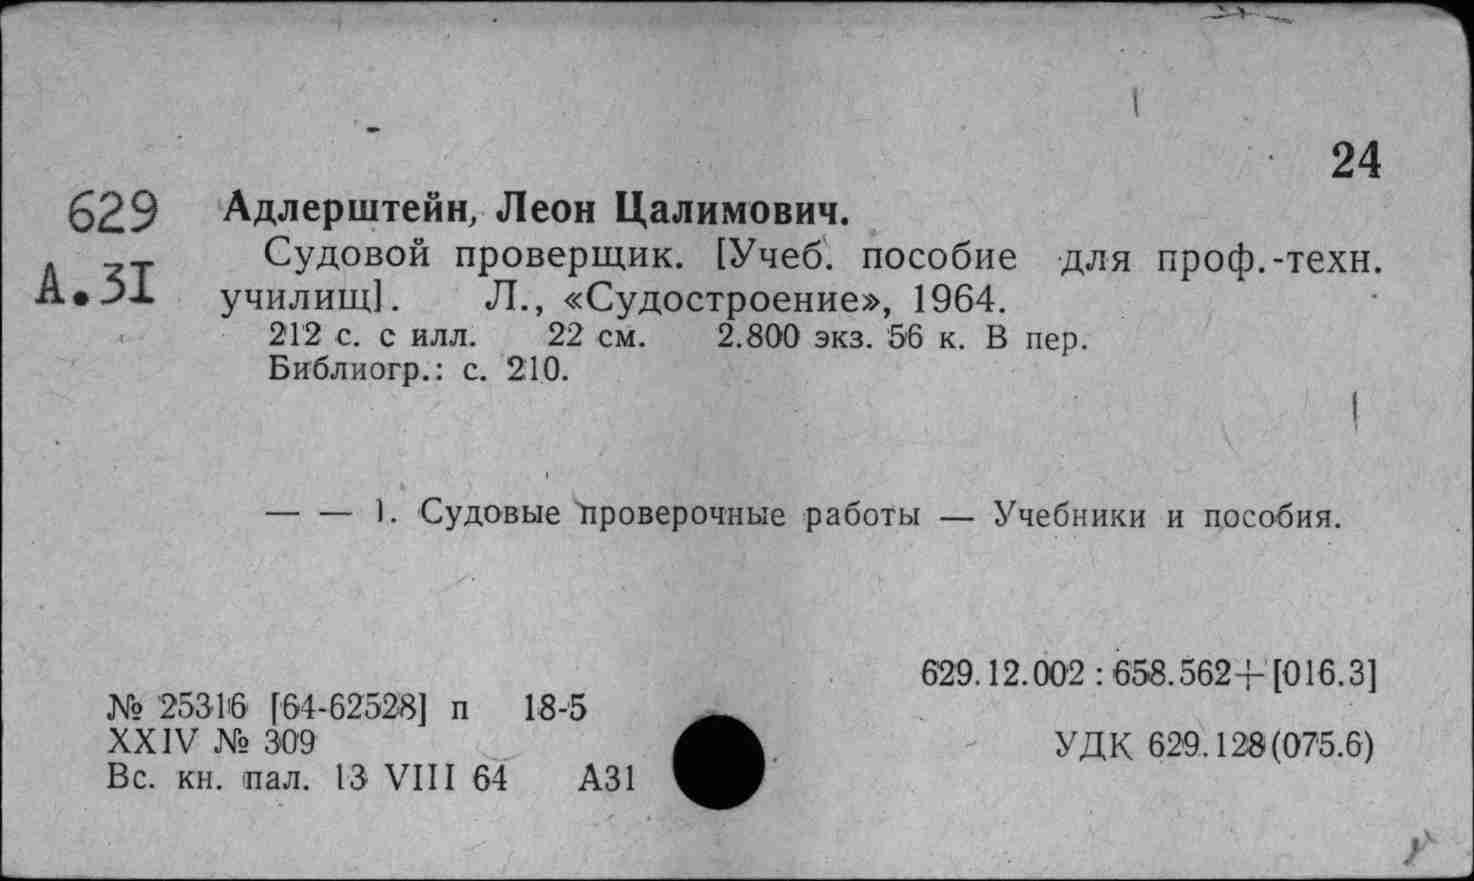 24
629 Адлерштейн, Леон Цалимович.
Судовой проверщик. [Учеб. пособие для проф.-техн.
А.31 училищ]. Л., «Судостроение», 1964.
212 с. с илл. 22 см. 2.800 экз. 56 к. В пер.
Библиогр.: с. 210.
— — 1. Судовые проверочные работы — Учебники и пособия.
629.12.002 : 658.562+[016.3]
№ 25316 [64-62528] п 18-5
XXIV № 309
УДК 629.128(075.6)
Вс. кн. пал. 13 VIII 64 А31